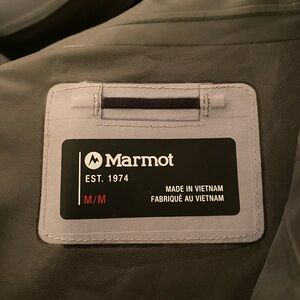 Marmot
EST. 1974
M/M
MADE IN VIETNAM
FABRIQUÉ AU VIETNAM